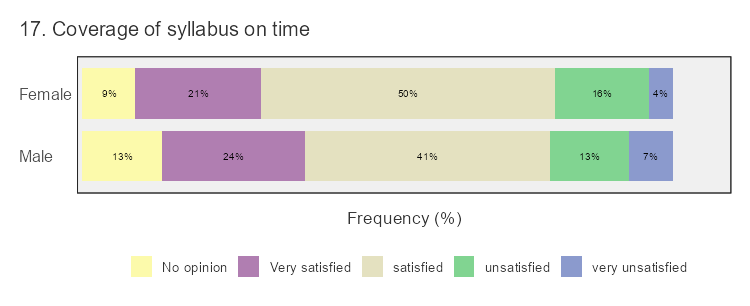 17. Coverage of syllabus on time
Female 9% 21% 50% 16% 4%
Male 13% 24% 41% 13% 7%
Frequency (%)
No opinion Very satisfied satisfied unsatisfied very unsatisfied